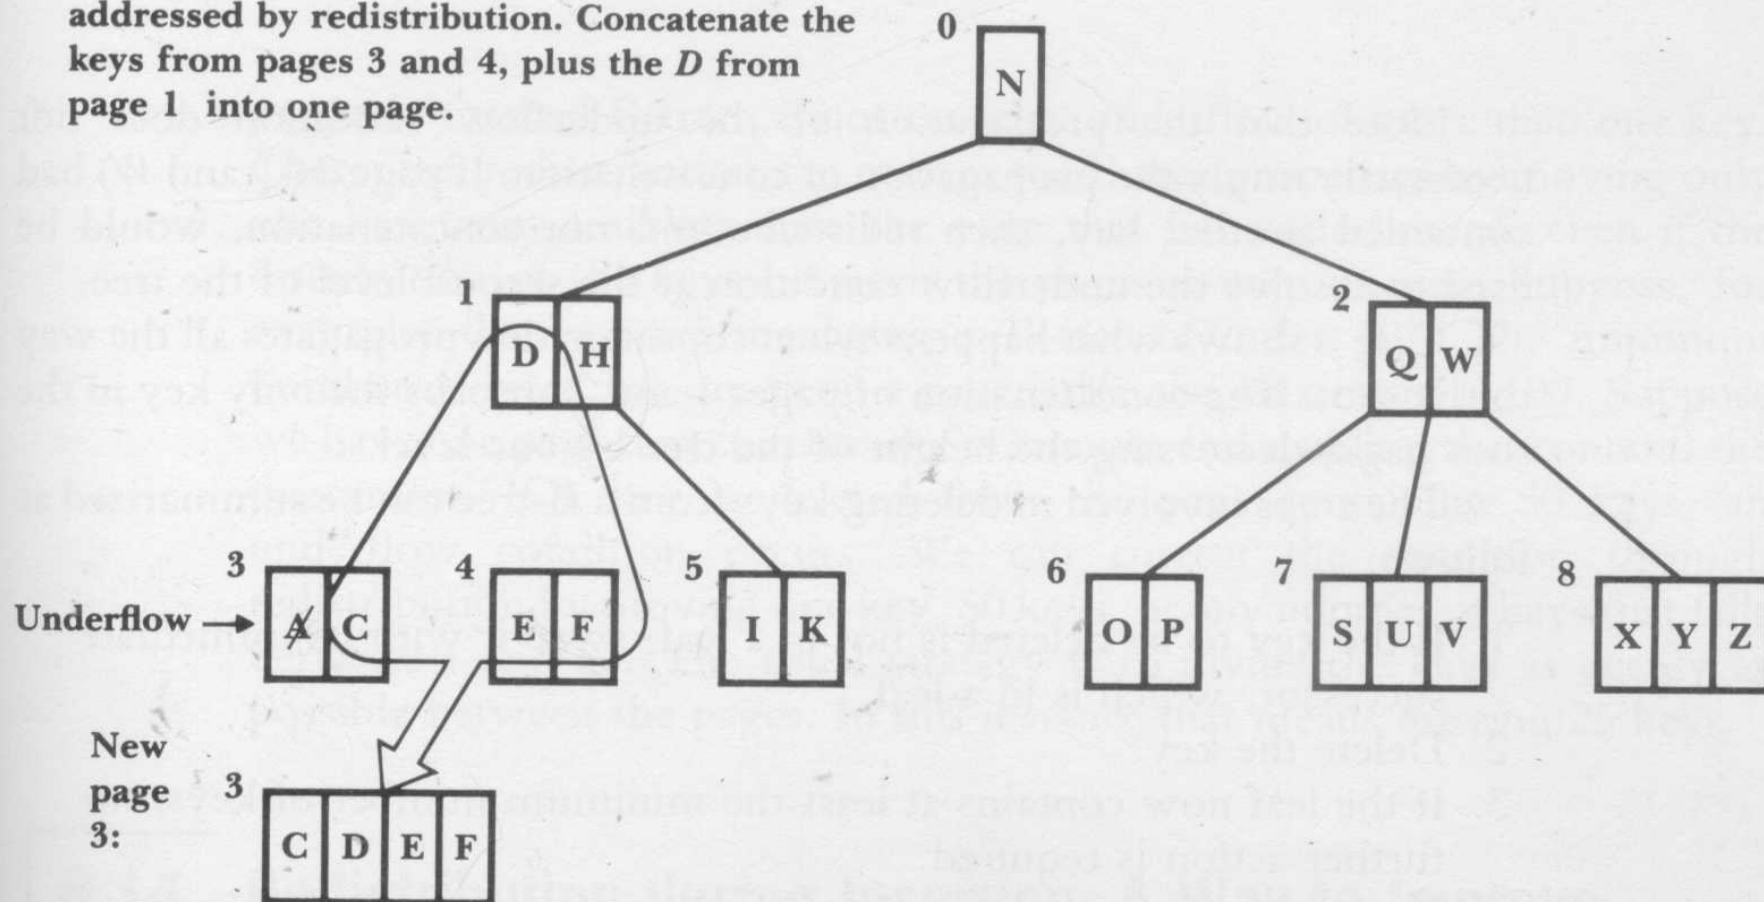 addressed by redistribution. Concatenate the
keys from pages 3 and 4, plus the D from
page 1 into one page.
0
N
1
D H
2
Q W
3
A C
4
E F
5
I K
6
O P
7
S U V
8
X Y Z
Underflow
New
page
3:
3
C D E F